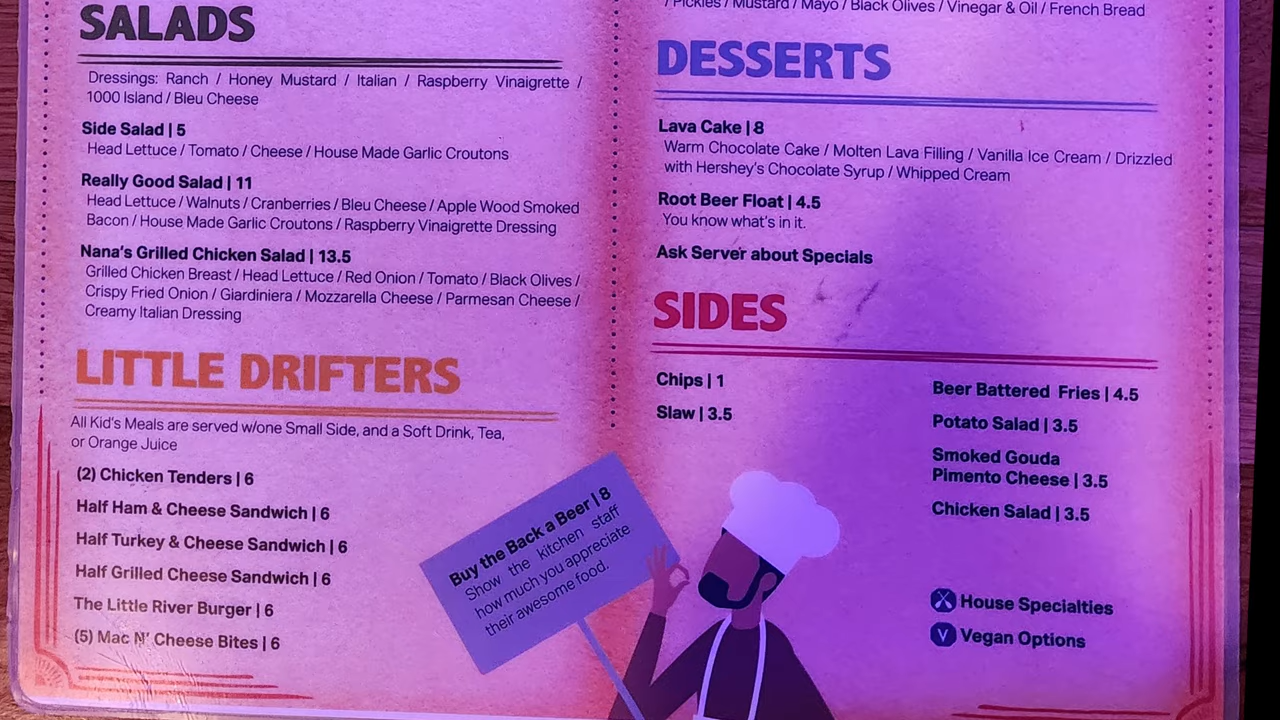 SALADS
Dressings: Ranch / Honey Mustard / Italian / Raspberry Vinaigrette /
1000 Island / Bleu Cheese
Side Salad | 5
Head Lettuce / Tomato / Cheese / House Made Garlic Croutons
Really Good Salad | 11
Head Lettuce / Walnuts / Cranberries / Bleu Cheese / Apple Wood Smoked
Bacon / House Made Garlic Croutons / Raspberry Vinaigrette Dressing
Nana's Grilled Chicken Salad | 13.5
Grilled Chicken Breast / Head Lettuce / Red Onion / Tomato / Black Olives /
Crispy Fried Onion / Giardiniera / Mozzarella Cheese / Parmesan Cheese /
Creamy Italian Dressing
LITTLE DRIFTERS
All Kid's Meals are served w/one Small Side, and a Soft Drink, Tea,
or Orange Juice
(2) Chicken Tenders | 6
Half Ham & Cheese Sandwich | 6
Half Turkey & Cheese Sandwich | 6
Half Grilled Cheese Sandwich | 6
The Little River Burger | 6
(5) Mac N' Cheese Bites | 6
Buy the Back a Beer | 8
Show the kitchen staff
how much you appreciate
their awesome food.
/ Pickles / Mustard / Mayo / Black Olives / Vinegar & Oil / French Bread
DESSERTS
Lava Cake | 8
Warm Chocolate Cake / Molten Lava Filling / Vanilla Ice Cream / Drizzled
with Hershey's Chocolate Syrup / Whipped Cream
Root Beer Float | 4.5
You know what's in it.
Ask Server about Specials
SIDES
Chips | 1
Slaw | 3.5
Beer Battered Fries | 4.5
Potato Salad | 3.5
Smoked Gouda
Pimento Cheese | 3.5
Chicken Salad | 3.5
House Specialties
V Vegan Options